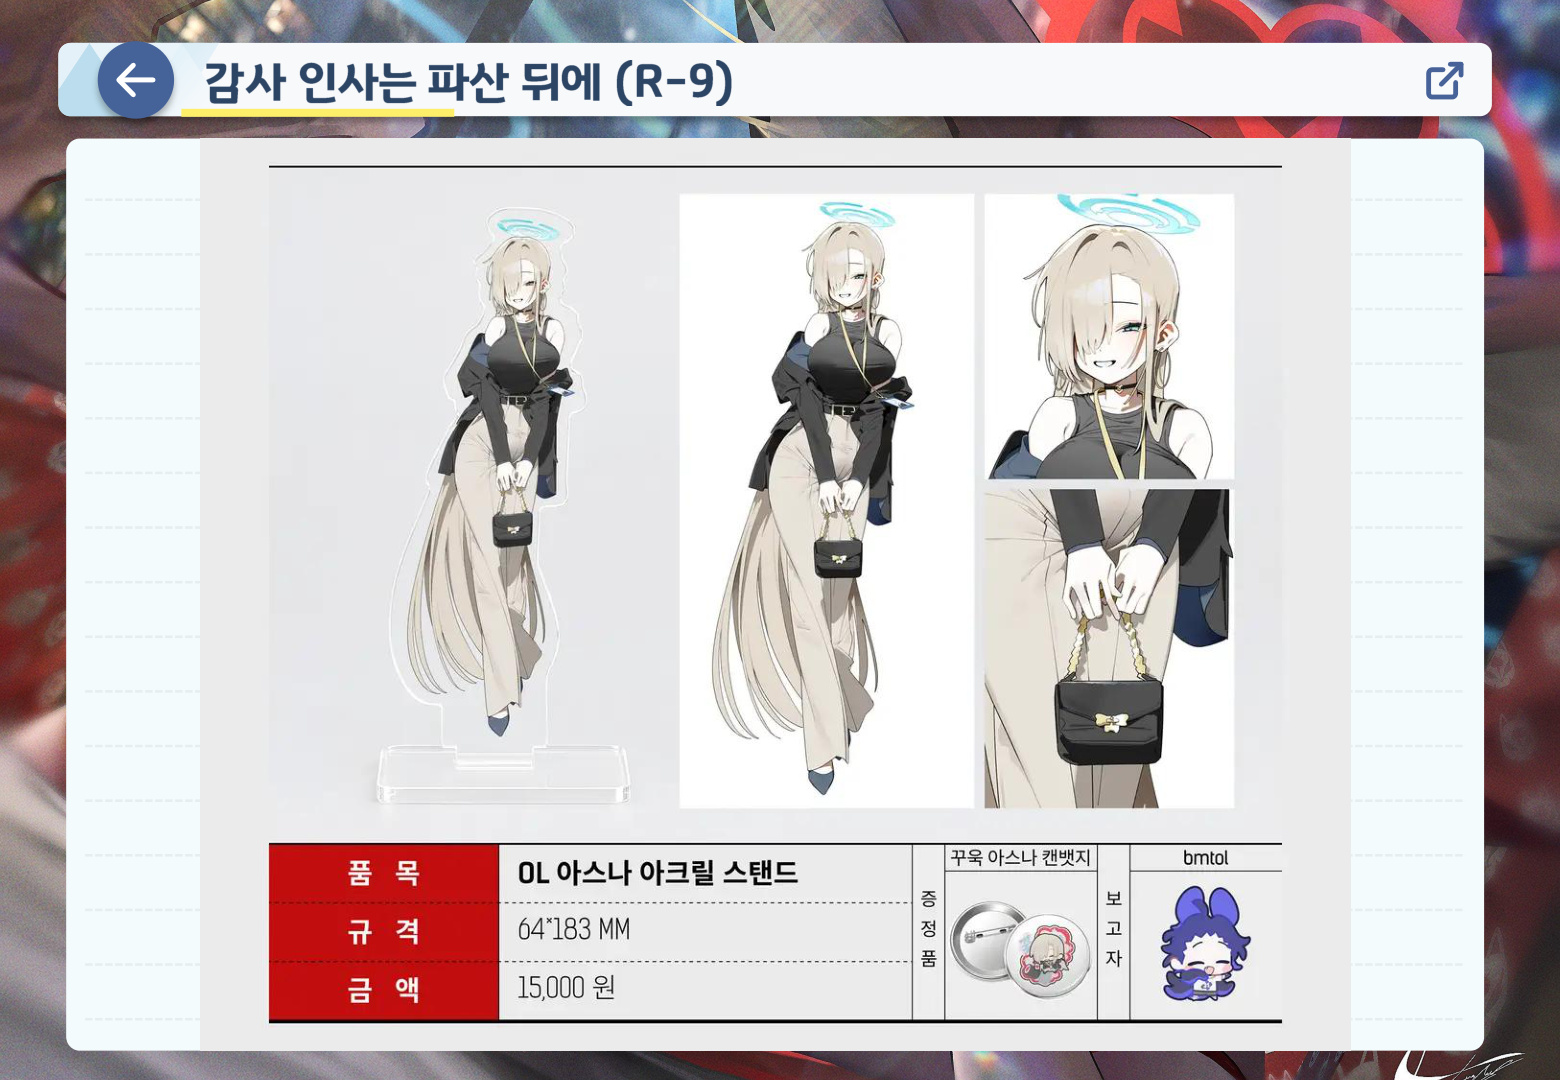 감사 인사는 파산 뒤에 (R-9)
품 목
OL 아스나 아크릴 스탠드
규 격
64*183 MM
금 액
15,000 원
증정품
꾸욱 아스나 캔뱃지
보고자
bmtol